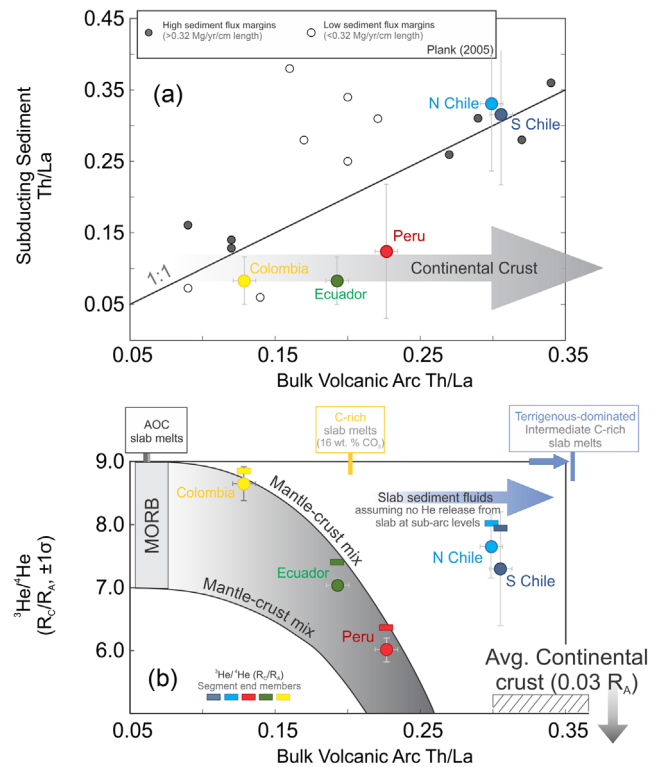 High sediment flux margins
(>0.32 Mg/yr/cm length)
Low sediment flux margins
(<0.32 Mg/yr/cm length)
Plank (2005)
(a)
N Chile
S Chile
Peru
Colombia
Ecuador
Continental Crust
1:1
Subducting Sediment
Th/La
0.45
0.35
0.25
0.15
0.05
0.05
0.15
0.25
0.35
Bulk Volcanic Arc Th/La
AOC
slab melts
C-rich
slab melts
(16 wt. % CO₂)
Terrigenous-dominated
Intermediate C-rich
slab melts
9.0
8.0
7.0
6.0
³He/⁴He
(R_C/R_A, ±1σ)
MORB
Colombia
Mantle-crust mix
Slab sediment fluids
assuming no He release from
slab at sub-arc levels
N Chile
S Chile
Ecuador
Mantle-crust mix
Peru
(b)
³He/⁴He (R_C/R_A)
Segment end members
Avg. Continental
crust (0.03 R_A)
0.05
0.15
0.25
0.35
Bulk Volcanic Arc Th/La